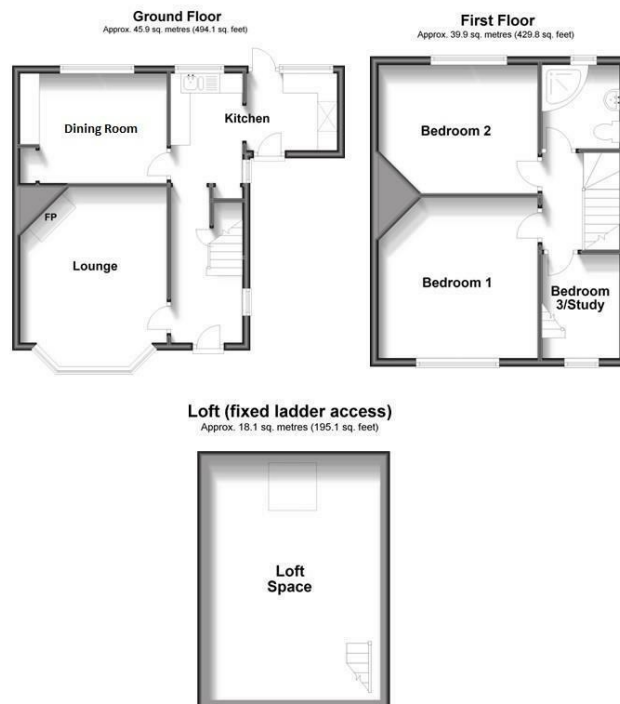 Ground Floor
Approx. 45.9 sq. metres (494.1 sq. feet)
Dining Room
Kitchen
FP
Lounge
First Floor
Approx. 39.9 sq. metres (429.8 sq. feet)
Bedroom 2
Bedroom 1
Bedroom
3/Study
Loft (fixed ladder access)
Approx. 18.1 sq. metres (195.1 sq. feet)
Loft
Space